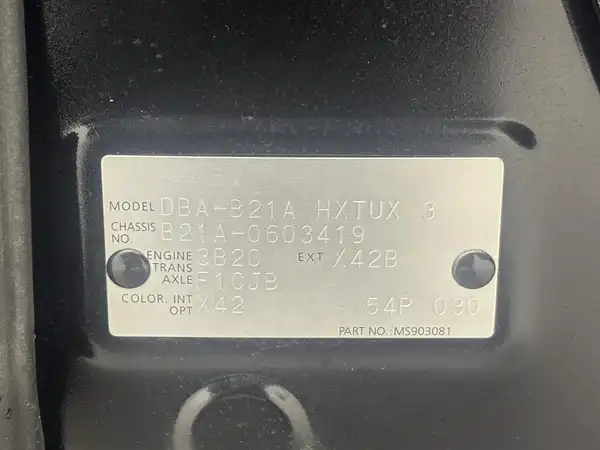 MODEL DBA-B21A HXTUX 3
CHASSIS NO. B21A-0603419
ENGINE 3B20 EXT X42B
TRANS AXLE F1CJB
COLOR. INT OPT X42 54P 030
PART NO.: MS903081